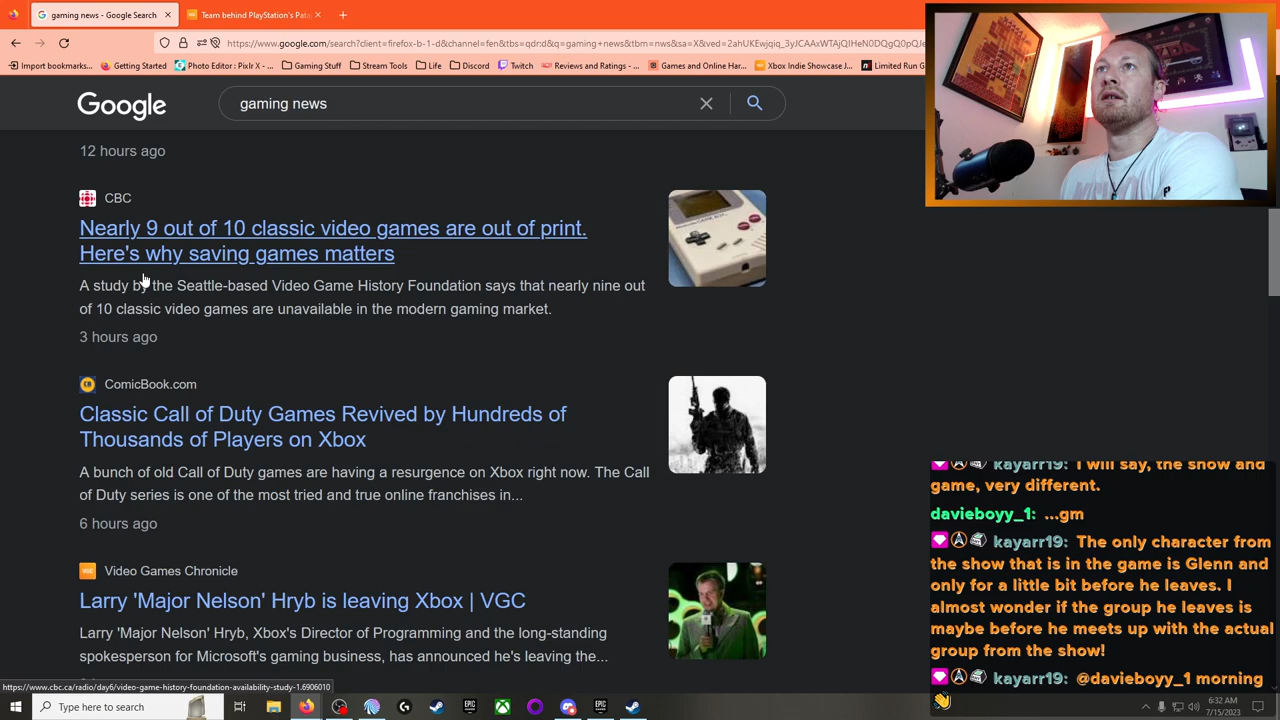 gaming news - Google Search
Team behind PlayStation's Pata
https://www.google.com/search?client=firefox-b-1-d&channel=fen&tbs=qdr:d&q=gaming+news&tbm=nws&sa=X&ved=
Import bookmarks...
Getting Started
Photo Editor : Pixlr X - ...
Gaming Stuff
Stream Tools
Life
Discord
Twitch
Reviews and Ratings - ...
Games and Online Har...
Xbox Indie Showcase J...
Limited Run G
Google
gaming news
12 hours ago
CBC
Nearly 9 out of 10 classic video games are out of print.
Here's why saving games matters
A study by the Seattle-based Video Game History Foundation says that nearly nine out
of 10 classic video games are unavailable in the modern gaming market.
3 hours ago
ComicBook.com
Classic Call of Duty Games Revived by Hundreds of
Thousands of Players on Xbox
A bunch of old Call of Duty games are having a resurgence on Xbox right now. The Call
of Duty series is one of the most tried and true online franchises in...
6 hours ago
Video Games Chronicle
Larry 'Major Nelson' Hryb is leaving Xbox | VGC
Larry 'Major Nelson' Hryb, Xbox's Director of Programming and the long-standing
spokesperson for Microsoft's gaming business, has announced he's leaving the...
kayarr19: I will say, the show and
game, very different.
davieboyy_1: ...gm
kayarr19: The only character from
the show that is in the game is Glenn and
only for a little bit before he leaves. I
almost wonder if the group he leaves is
maybe before he meets up with the actual
group from the show!
kayarr19: @davieboyy_1 morning
https://www.cbc.ca/radio/day6/video-game-history-foundation-availability-study-1.6906010
Type here to search
6:32 AM
7/15/2023